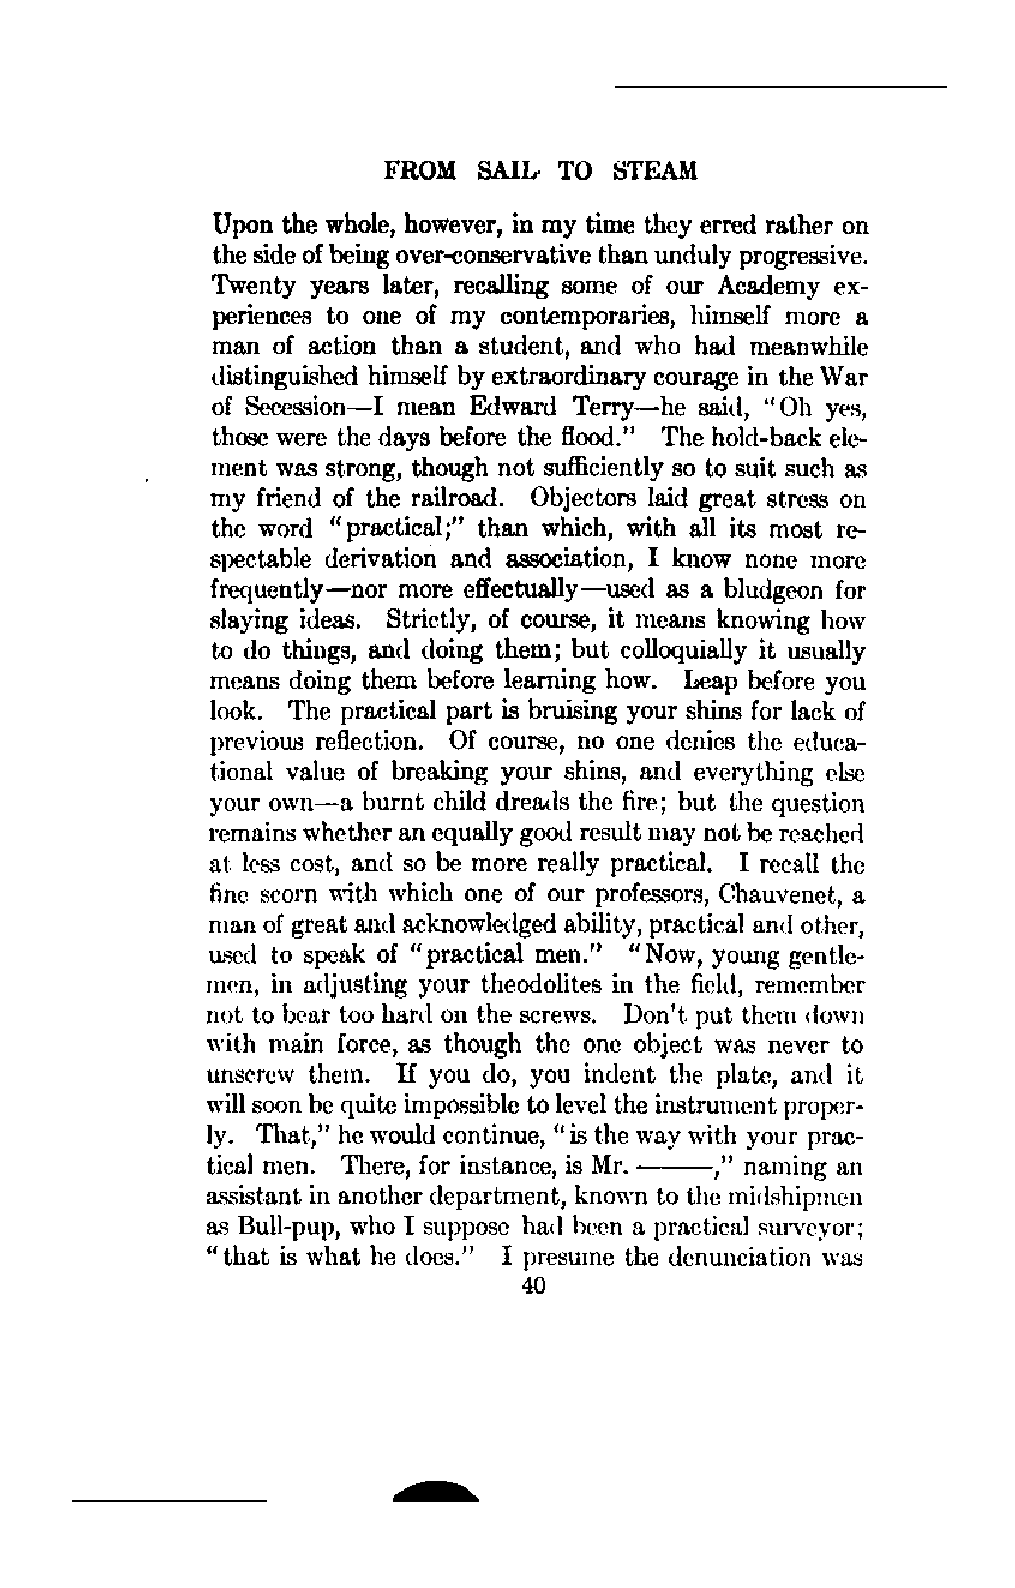 FROM SAIL TO STEAM
Upon the whole, however, in my time they erred rather on
the side of being over-conservative than unduly progressive.
Twenty years later, recalling some of our Academy ex-
periences to one of my contemporaries, himself more a
man of action than a student, and who had meanwhile
distinguished himself by extraordinary courage in the War
of Secession—I mean Edward Terry—he said, "Oh yes,
those were the days before the flood." The hold-back ele-
ment was strong, though not sufficiently so to suit such as
my friend of the railroad. Objectors laid great stress on
the word "practical;" than which, with all its most re-
spectable derivation and association, I know none more
frequently—nor more effectually—used as a bludgeon for
slaying ideas. Strictly, of course, it means knowing how
to do things, and doing them; but colloquially it usually
means doing them before learning how. Leap before you
look. The practical part is bruising your shins for lack of
previous reflection. Of course, no one denies the educa-
tional value of breaking your shins, and everything else
your own—a burnt child dreads the fire; but the question
remains whether an equally good result may not be reached
at less cost, and so be more really practical. I recall the
fine scorn with which one of our professors, Chauvenet, a
man of great and acknowledged ability, practical and other,
used to speak of "practical men." "Now, young gentle-
men, in adjusting your theodolites in the field, remember
not to bear too hard on the screws. Don't put them down
with main force, as though the one object was never to
unscrew them. If you do, you indent the plate, and it
will soon be quite impossible to level the instrument proper-
ly. That," he would continue, "is the way with your prac-
tical men. There, for instance, is Mr. ———," naming an
assistant in another department, known to the midshipmen
as Bull-pup, who I suppose had been a practical surveyor;
"that is what he does." I presume the denunciation was
40